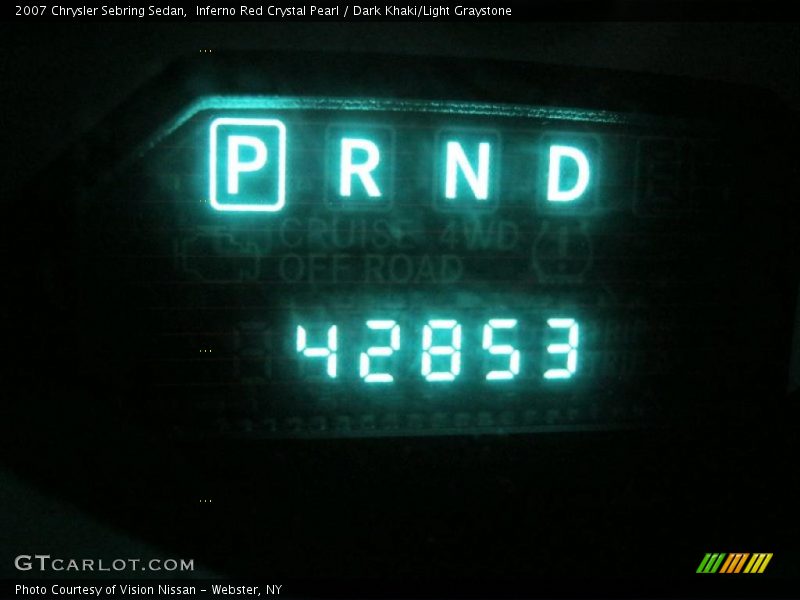 2007 Chrysler Sebring Sedan, Inferno Red Crystal Pearl / Dark Khaki/Light Graystone
P R N D
CRUISE 4WD
OFF ROAD
42853
GTCARLOT.COM
Photo Courtesy of Vision Nissan - Webster, NY